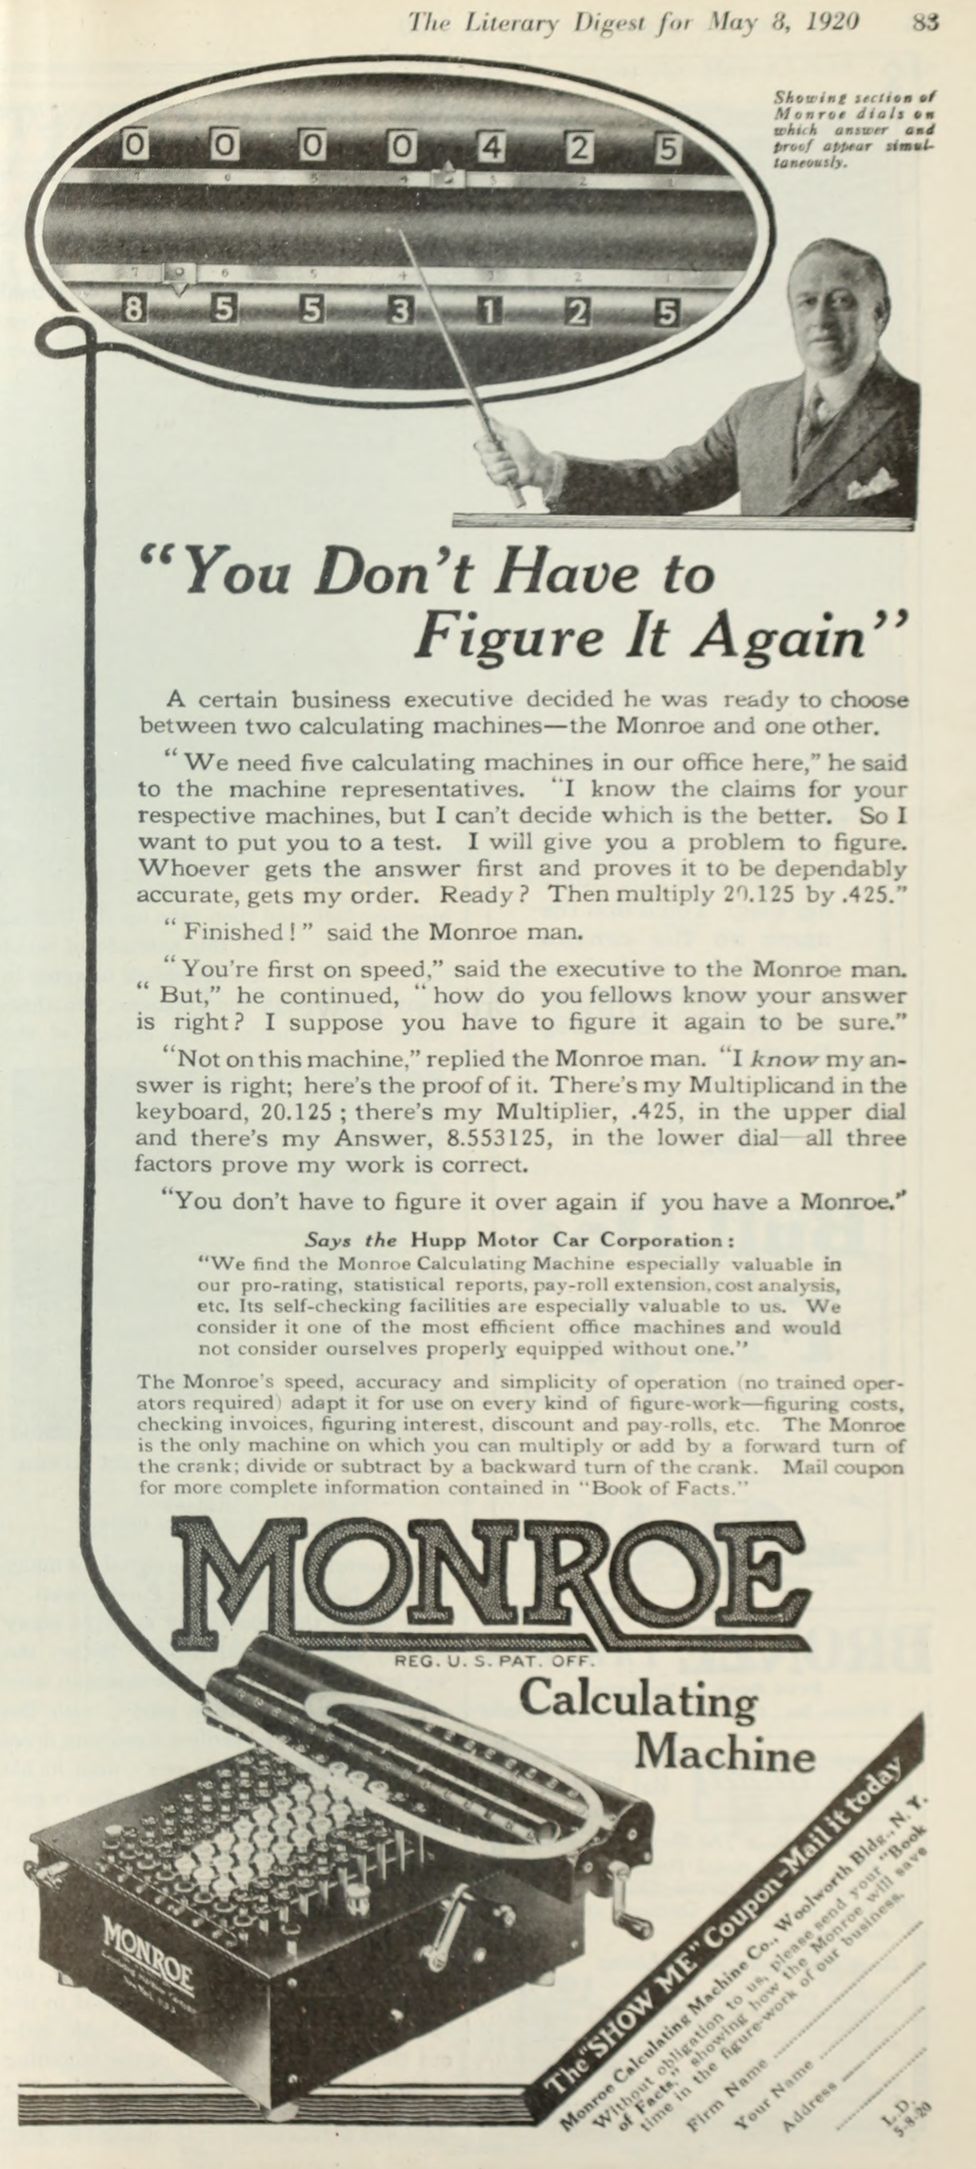 The Literary Digest for May 8, 1920 83
Showing section of
Monroe dials on
which answer and
proof appear simul-
taneously.
0 0 0 0 4 2 5
7 6 5 4 3 2 1
7 6 5 4 3 2 1
8 5 5 3 1 2 5
“You Don't Have to
Figure It Again”
A certain business executive decided he was ready to choose
between two calculating machines—the Monroe and one other.
“We need five calculating machines in our office here,” he said
to the machine representatives. “I know the claims for your
respective machines, but I can't decide which is the better. So I
want to put you to a test. I will give you a problem to figure.
Whoever gets the answer first and proves it to be dependably
accurate, gets my order. Ready? Then multiply 20.125 by .425.”
“Finished!” said the Monroe man.
“You're first on speed,” said the executive to the Monroe man.
“But,” he continued, “how do you fellows know your answer
is right? I suppose you have to figure it again to be sure.”
“Not on this machine,” replied the Monroe man. “I know my an-
swer is right; here's the proof of it. There's my Multiplicand in the
keyboard, 20.125; there's my Multiplier, .425, in the upper dial
and there's my Answer, 8.553125, in the lower dial—all three
factors prove my work is correct.
“You don't have to figure it over again if you have a Monroe.”
Says the Hupp Motor Car Corporation:
“We find the Monroe Calculating Machine especially valuable in
our pro-rating, statistical reports, pay-roll extension, cost analysis,
etc. Its self-checking facilities are especially valuable to us. We
consider it one of the most efficient office machines and would
not consider ourselves properly equipped without one.”
The Monroe's speed, accuracy and simplicity of operation (no trained oper-
ators required) adapt it for use on every kind of figure-work—figuring costs,
checking invoices, figuring interest, discount and pay-rolls, etc. The Monroe
is the only machine on which you can multiply or add by a forward turn of
the crank; divide or subtract by a backward turn of the crank. Mail coupon
for more complete information contained in “Book of Facts.”
MONROE
REG. U. S. PAT. OFF.
Calculating
Machine
MONROE
The “SHOW ME” Coupon-Mail it today
Monroe Calculating Machine Co., Woolworth Bldg., N. Y.
Without obligation to us, please send your “Book
of Facts,” showing how the Monroe will save
time in the figure-work of our business.
Firm Name
Your Name
Address
L.D.
5-8-20